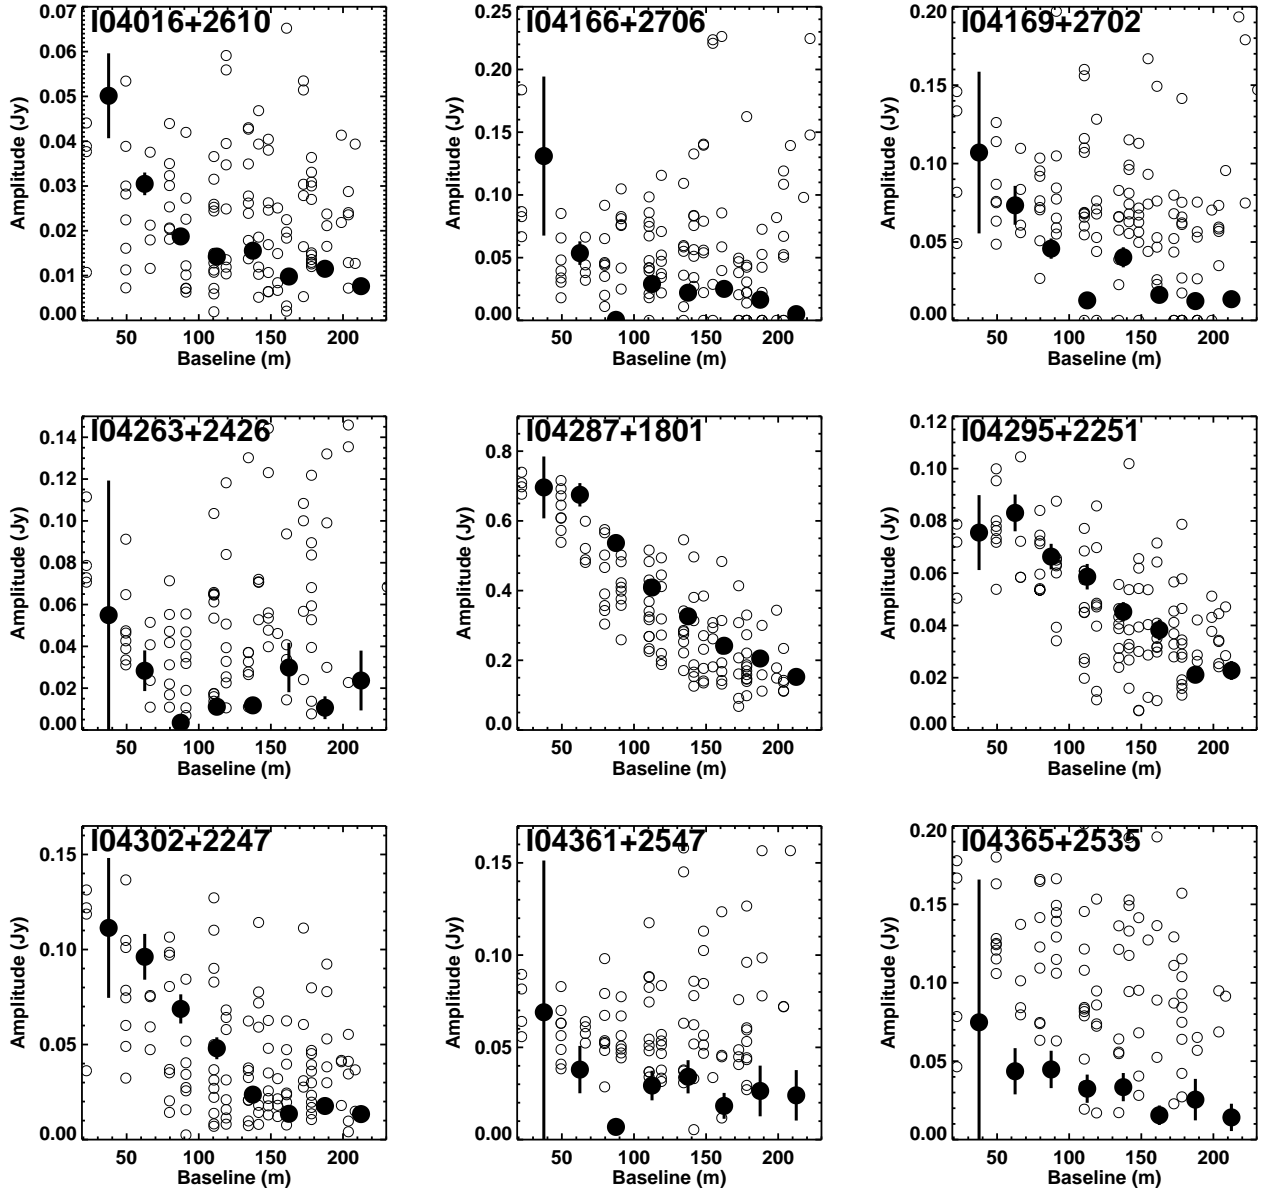 I04016+2610
0.07
0.06
0.05
0.04
0.03
0.02
0.01
0.00
Amplitude (Jy)
50 100 150 200
Baseline (m)
I04166+2706
0.25
0.20
0.15
0.10
0.05
0.00
Amplitude (Jy)
50 100 150 200
Baseline (m)
I04169+2702
0.20
0.15
0.10
0.05
0.00
Amplitude (Jy)
50 100 150 200
Baseline (m)
I04263+2426
0.14
0.12
0.10
0.08
0.06
0.04
0.02
0.00
Amplitude (Jy)
50 100 150 200
Baseline (m)
I04287+1801
0.8
0.6
0.4
0.2
0.0
Amplitude (Jy)
50 100 150 200
Baseline (m)
I04295+2251
0.12
0.10
0.08
0.06
0.04
0.02
0.00
Amplitude (Jy)
50 100 150 200
Baseline (m)
I04302+2247
0.15
0.10
0.05
0.00
Amplitude (Jy)
50 100 150 200
Baseline (m)
I04361+2547
0.15
0.10
0.05
0.00
Amplitude (Jy)
50 100 150 200
Baseline (m)
I04365+2535
0.20
0.15
0.10
0.05
0.00
Amplitude (Jy)
50 100 150 200
Baseline (m)